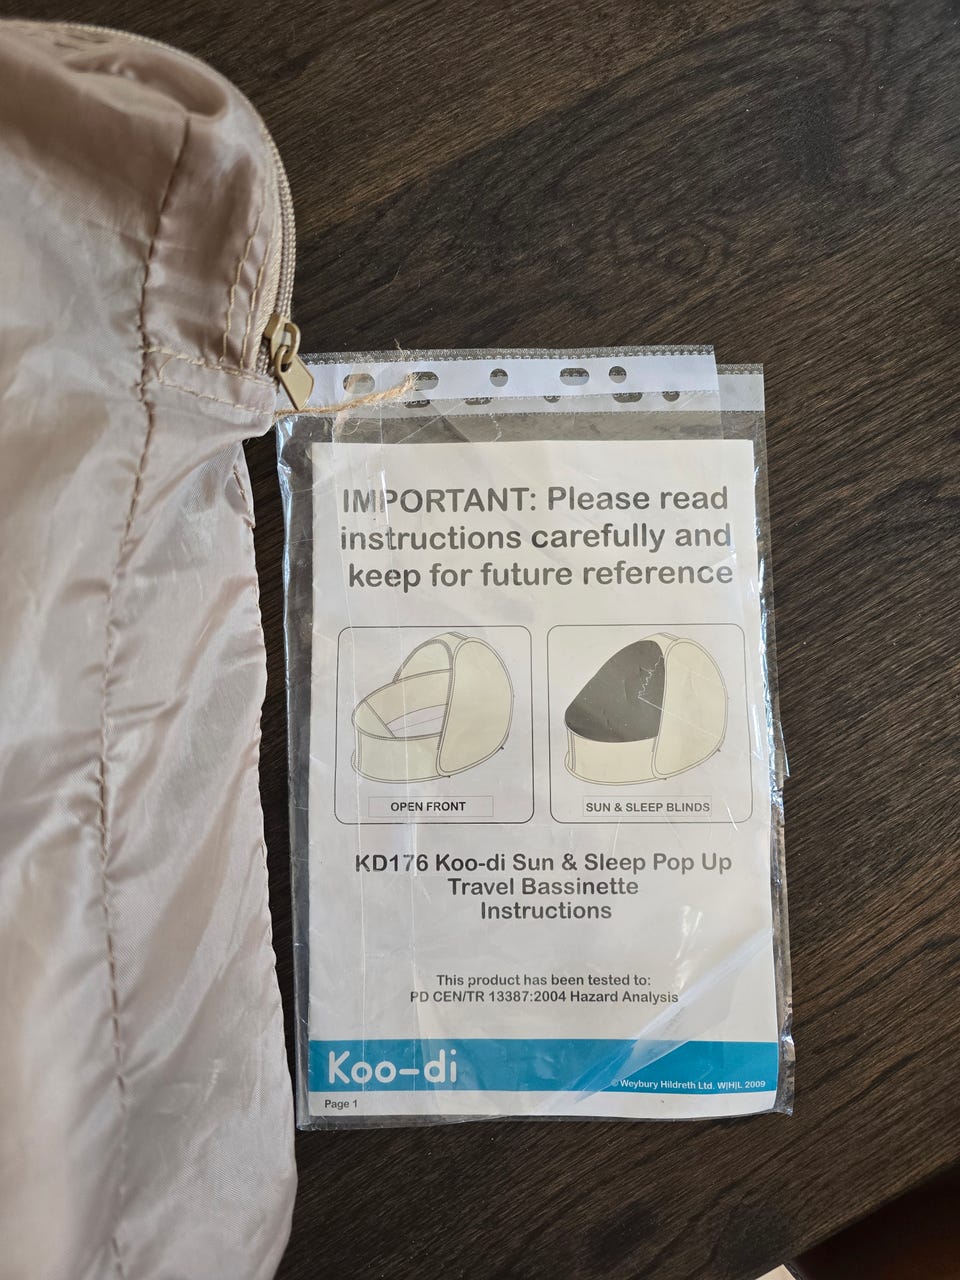 IMPORTANT: Please read
instructions carefully and
keep for future reference
OPEN FRONT
SUN & SLEEP BLINDS
KD176 Koo-di Sun & Sleep Pop Up
Travel Bassinette
Instructions
This product has been tested to:
PD CEN/TR 13387:2004 Hazard Analysis
Koo-di
© Weybury Hildreth Ltd. W|H|L 2009
Page 1